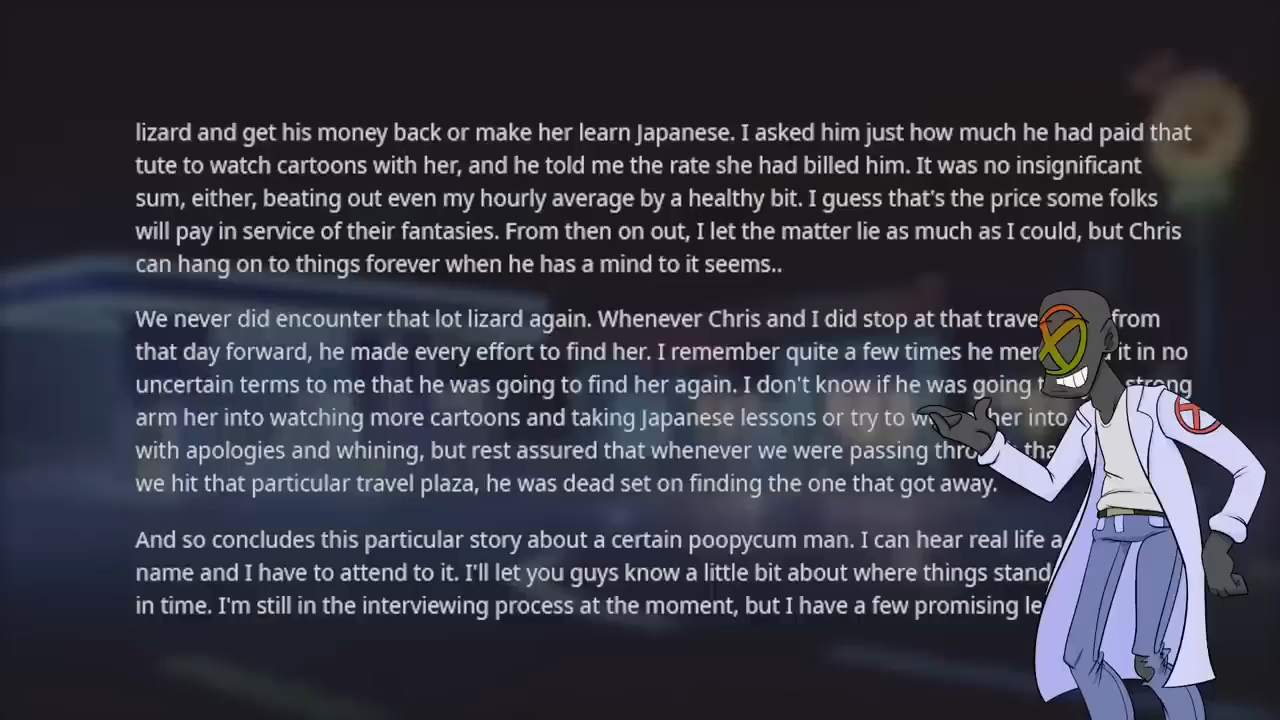 lizard and get his money back or make her learn Japanese. I asked him just how much he had paid that
tute to watch cartoons with her, and he told me the rate she had billed him. It was no insignificant
sum, either, beating out even my hourly average by a healthy bit. I guess that's the price some folks
will pay in service of their fantasies. From then on out, I let the matter lie as much as I could, but Chris
can hang on to things forever when he has a mind to it seems..
We never did encounter that lot lizard again. Whenever Chris and I did stop at that from
that day forward, he made every effort to find her. I remember quite a few times he it in no
uncertain terms to me that he was going to find her again. I don't know if he was going strong
arm her into watching more cartoons and taking Japanese lessons or try to her into
with apologies and whining, but rest assured that whenever we were passing
we hit that particular travel plaza, he was dead set on finding the one that got away.
And so concludes this particular story about a certain poopycum man. I can hear real life
name and I have to attend to it. I'll let you guys know a little bit about where things stand
in time. I'm still in the interviewing process at the moment, but I have a few promising